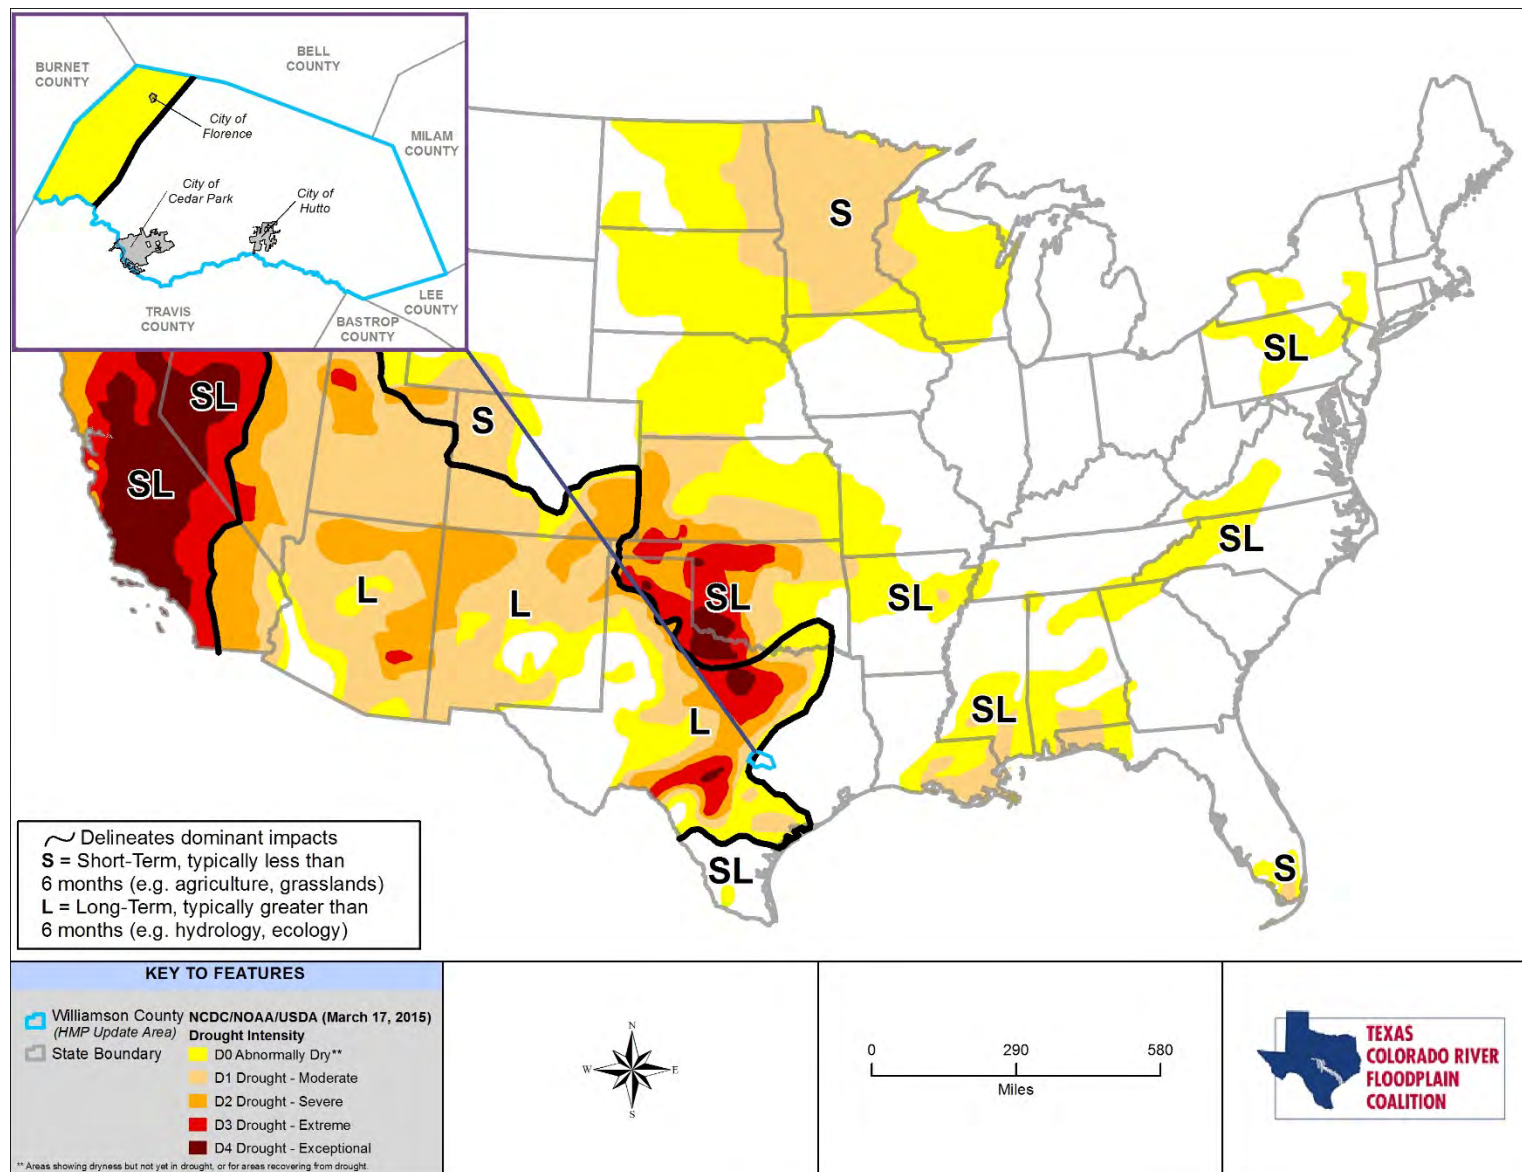 BURNET
COUNTY
BELL
COUNTY
City of
Florence
MILAM
COUNTY
City of
Cedar Park
City of
Hutto
TRAVIS
COUNTY
BASTROP
COUNTY
LEE
COUNTY
S
SL
SL
S
SL
L
L
SL
SL
SL
L
SL
SL
S
Delineates dominant impacts
S = Short-Term, typically less than
6 months (e.g. agriculture, grasslands)
L = Long-Term, typically greater than
6 months (e.g. hydrology, ecology)
KEY TO FEATURES
Williamson County
(HMP Update Area)
State Boundary
NCDC/NOAA/USDA (March 17, 2015)
Drought Intensity
D0 Abnormally Dry**
D1 Drought - Moderate
D2 Drought - Severe
D3 Drought - Extreme
D4 Drought - Exceptional
** Areas showing dryness but not yet in drought, or for areas recovering from drought.
N
W
E
S
0 290 580
Miles
TEXAS
COLORADO RIVER
FLOODPLAIN
COALITION